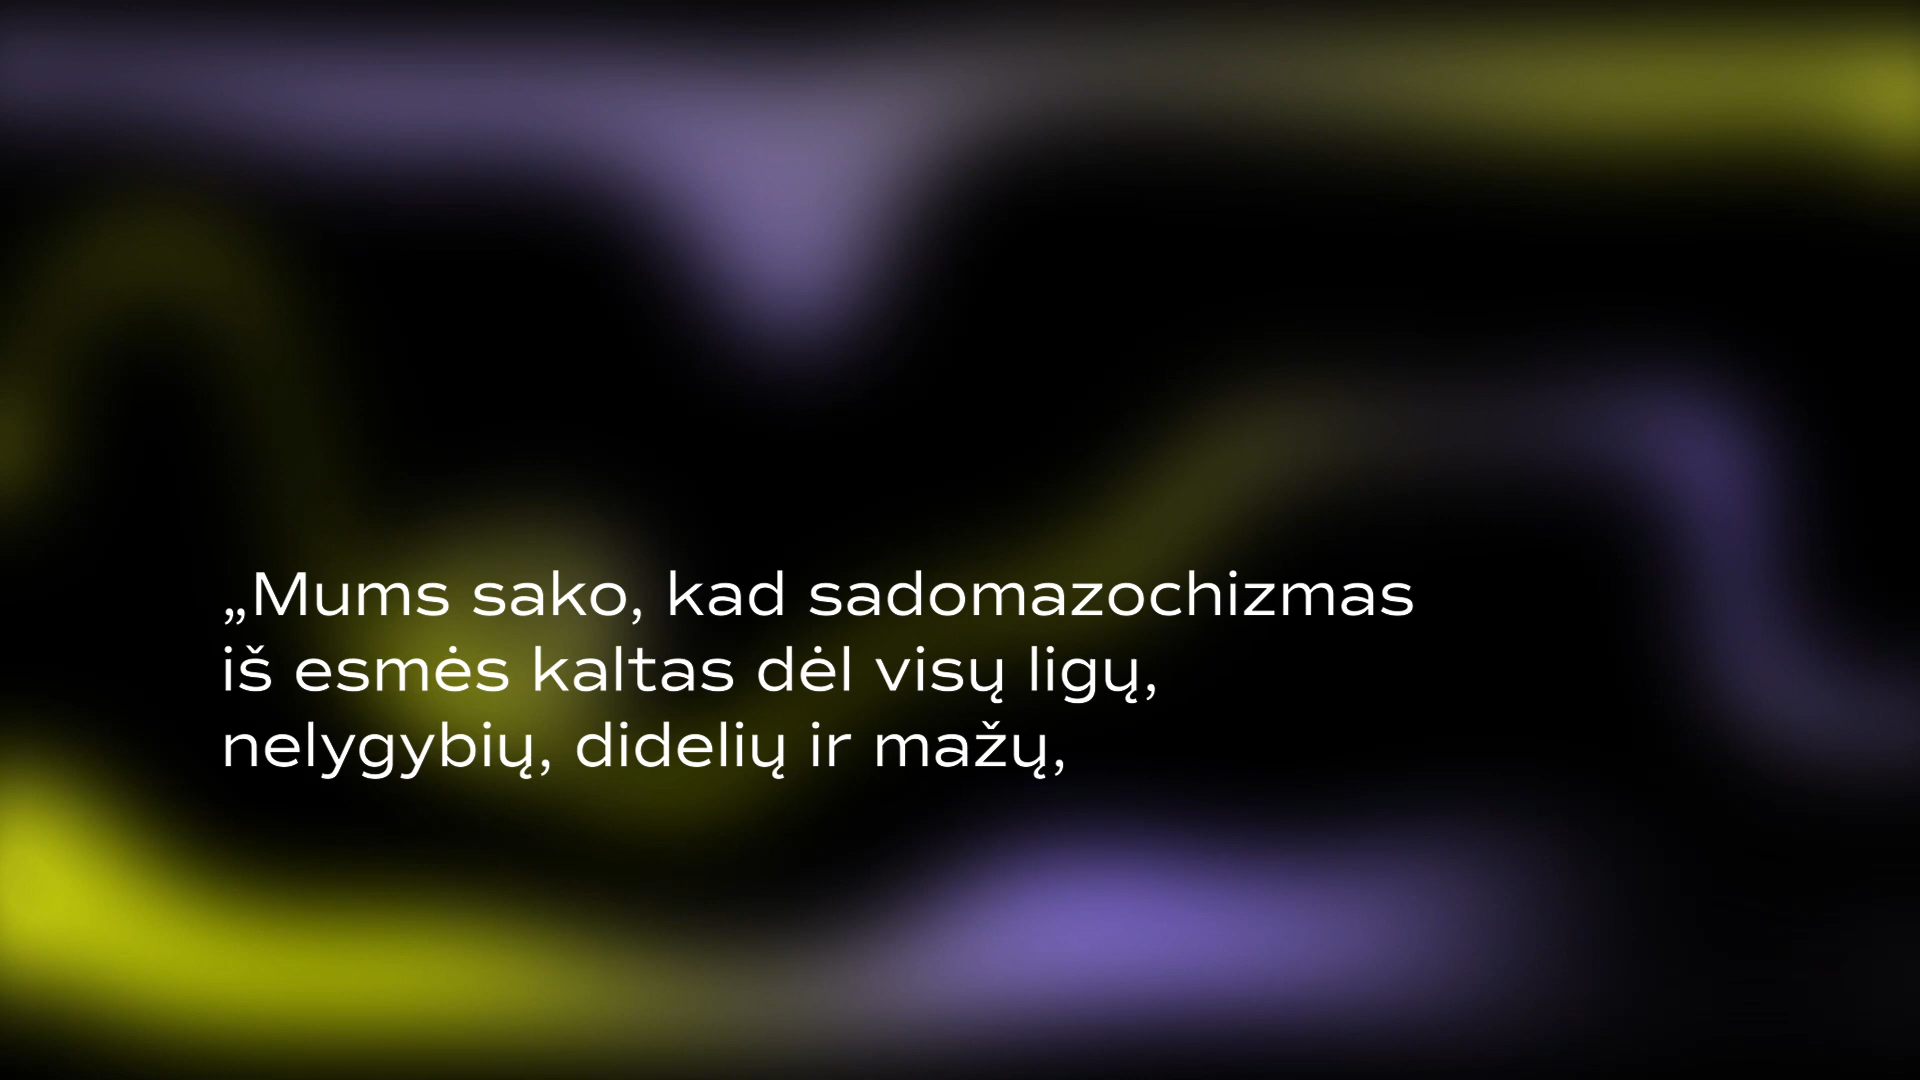 „Mums sako, kad sadomazochizmas
iš esmės kaltas dėl visų ligų,
nelygybių, didelių ir mažų,